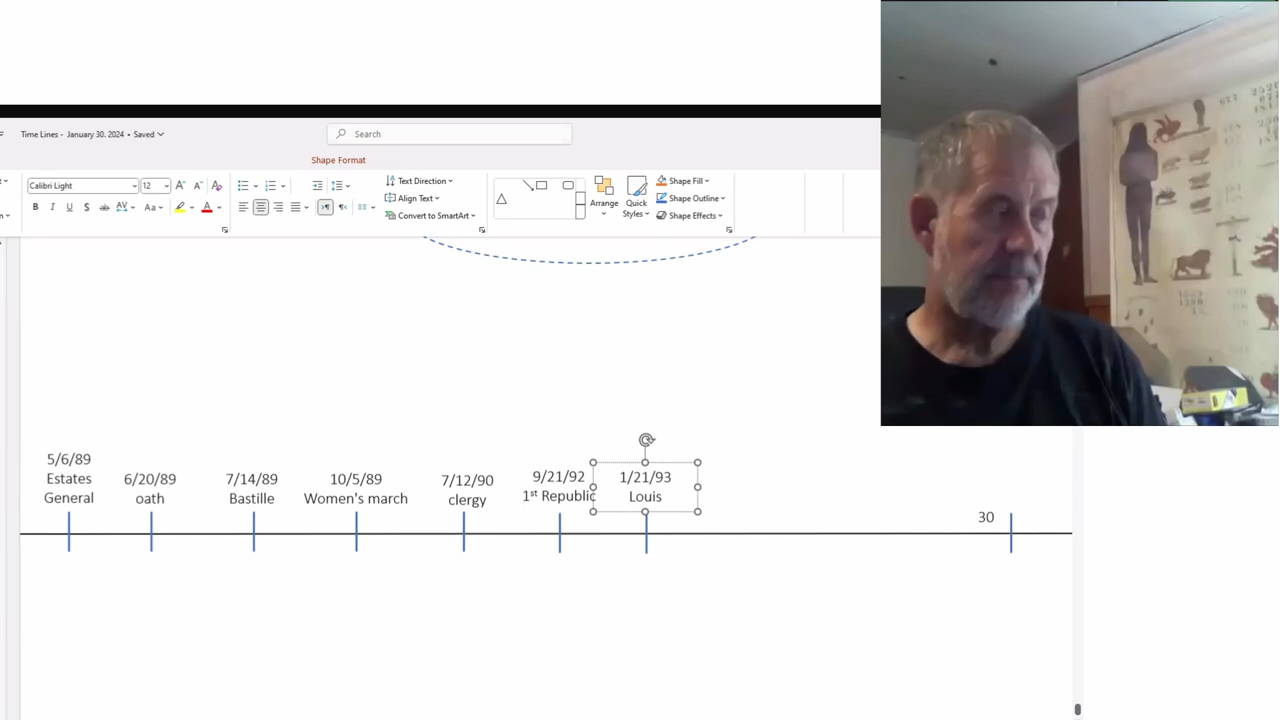 Time Lines - January 30. 2024 • Saved
Search
Shape Format
Calibri Light
12
Text Direction
Align Text
Convert to SmartArt
Arrange
Quick
Styles
Shape Fill
Shape Outline
Shape Effects
5/6/89
Estates
General
6/20/89
oath
7/14/89
Bastille
10/5/89
Women's march
7/12/90
clergy
9/21/92
1st Republic
1/21/93
Louis
30